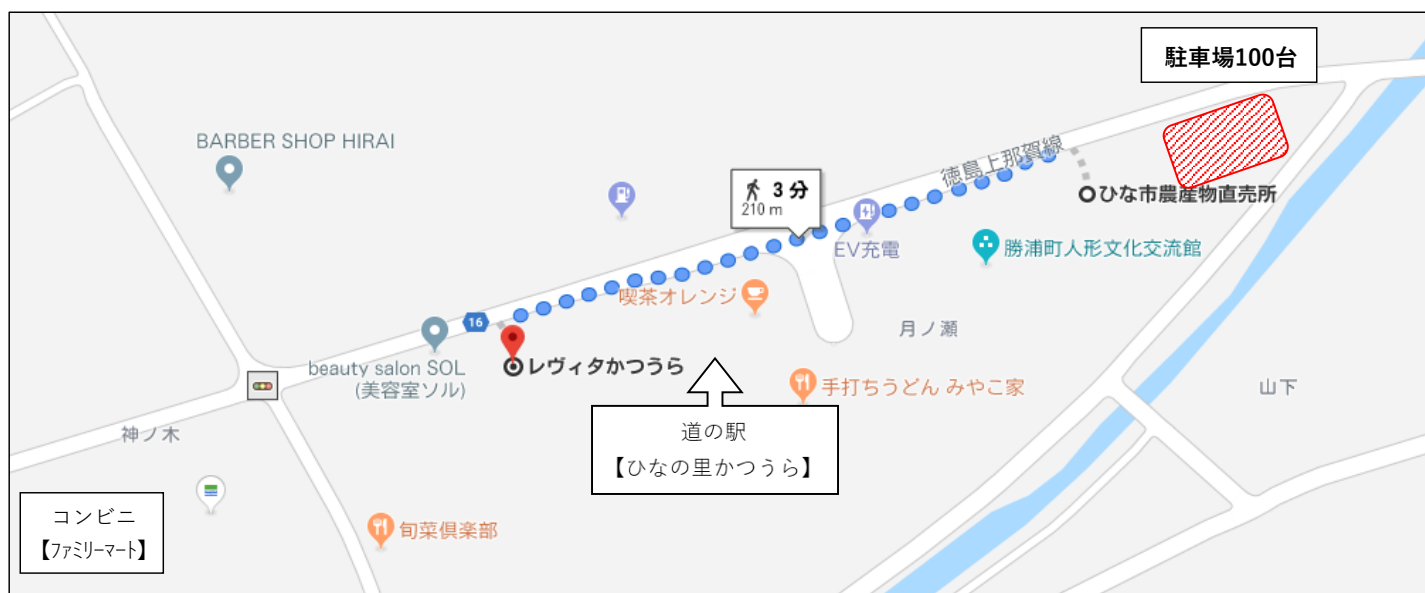 駐車場100台
BARBER SHOP HIRAI
徳島上那賀線
3 分
210 m
ひな市農産物直売所
EV充電
勝浦町人形文化交流館
喫茶オレンジ
16
月ノ瀬
beauty salon SOL
(美容室ソル)
レヴィタかつうら
手打ちうどん みやこ家
山下
道の駅
【ひなの里かつうら】
神ノ木
コンビニ
【ファミリーマート】
旬菜倶楽部